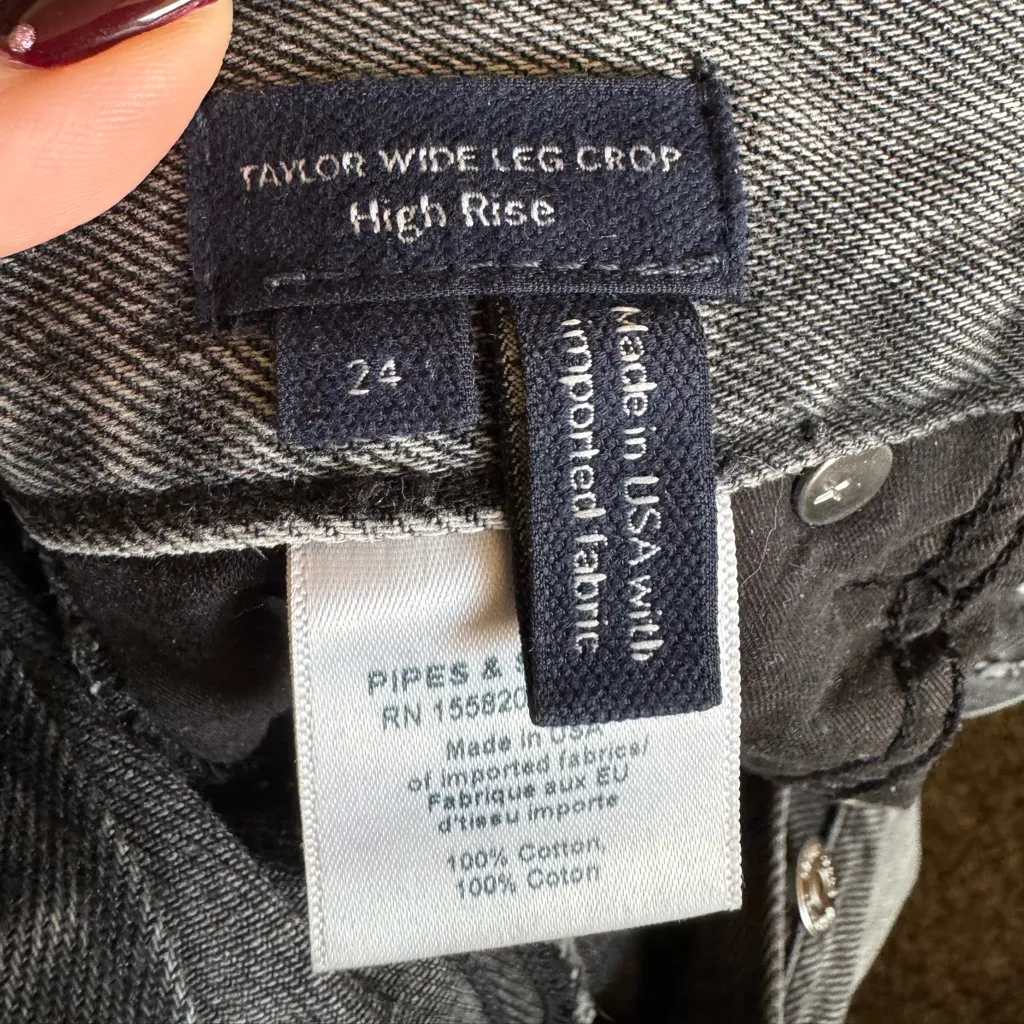 TAYLOR WIDE LEG CROP
High Rise
24
Made in USA with
imported fabric
PIPES &
RN 155820
Made in USA
of imported fabrics/
Fabrique aux EU
d'tissu importe
100% Cotton,
100% Coton